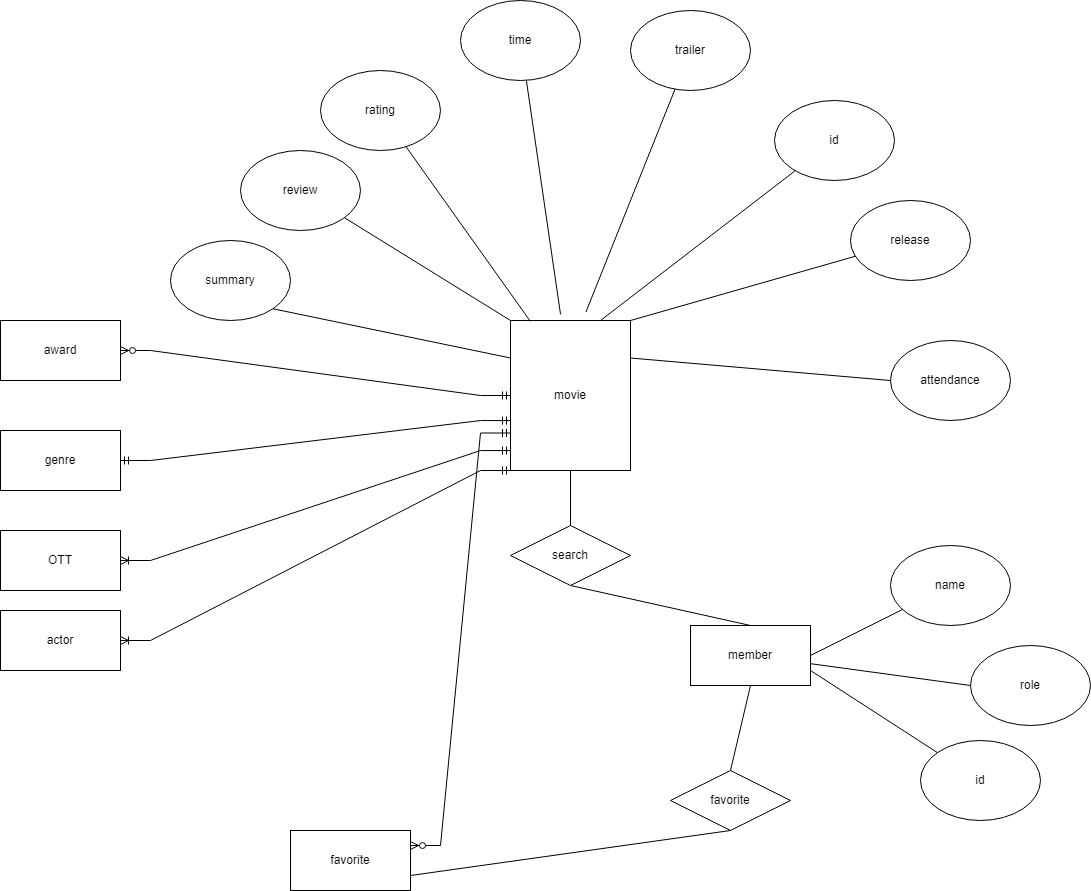 time
trailer
rating
id
review
release
summary
award
attendance
movie
genre
OTT
search
name
actor
member
role
id
favorite
favorite